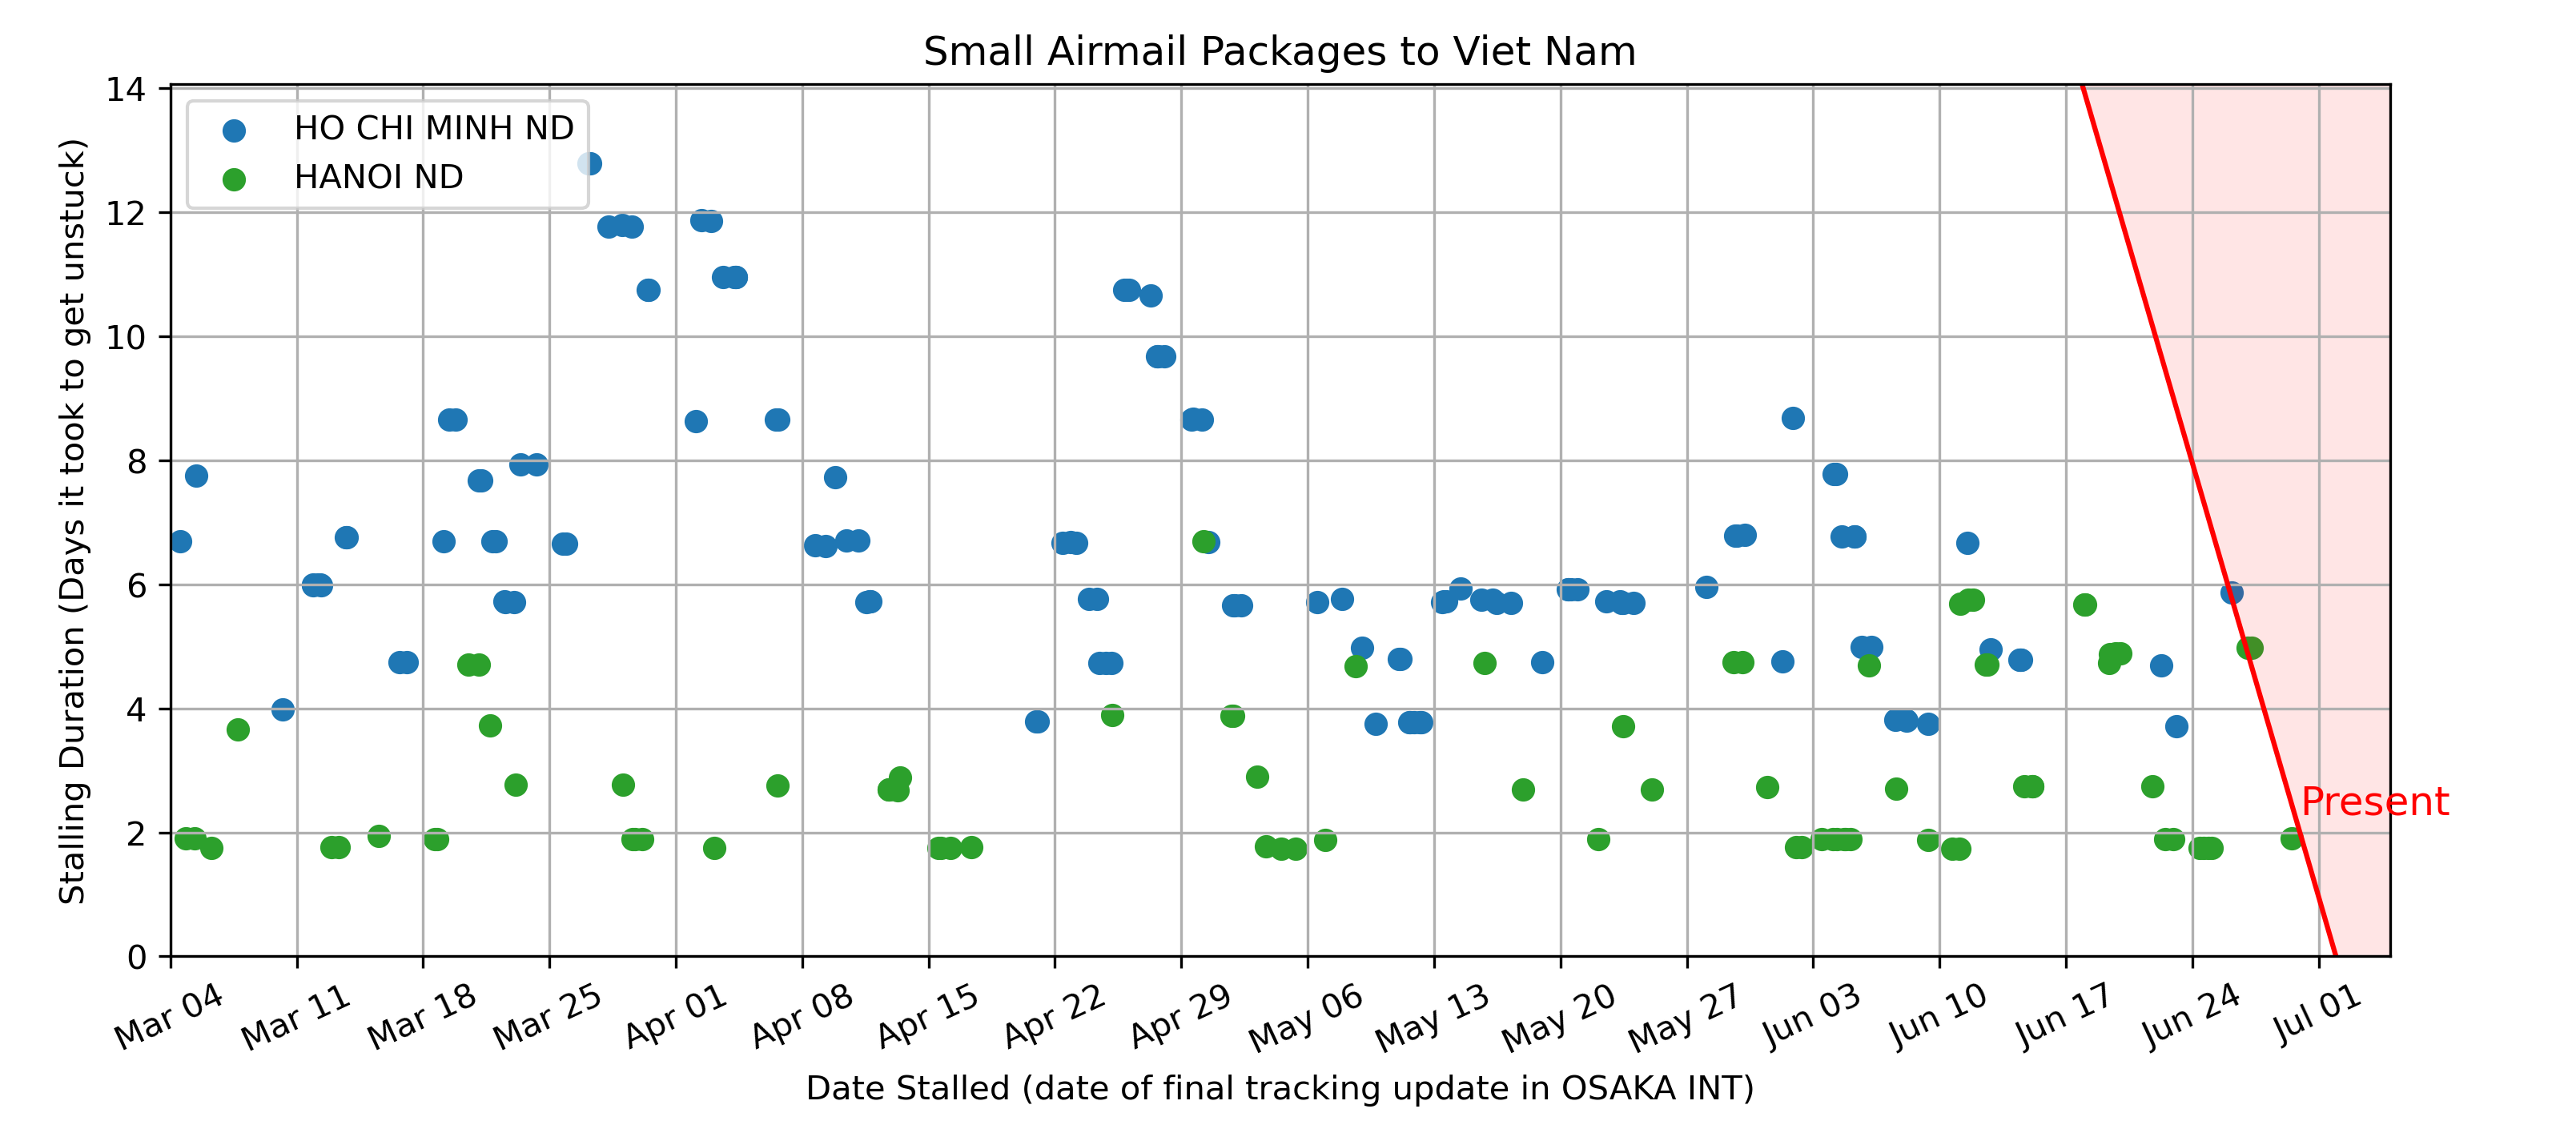 Small Airmail Packages to Viet Nam
HO CHI MINH ND
HANOI ND
Stalling Duration (Days it took to get unstuck)
14
12
10
8
6
4
2
0
Present
Mar 04
Mar 11
Mar 18
Mar 25
Apr 01
Apr 08
Apr 15
Apr 22
Apr 29
May 06
May 13
May 20
May 27
Jun 03
Jun 10
Jun 17
Jun 24
Jul 01
Date Stalled (date of final tracking update in OSAKA INT)